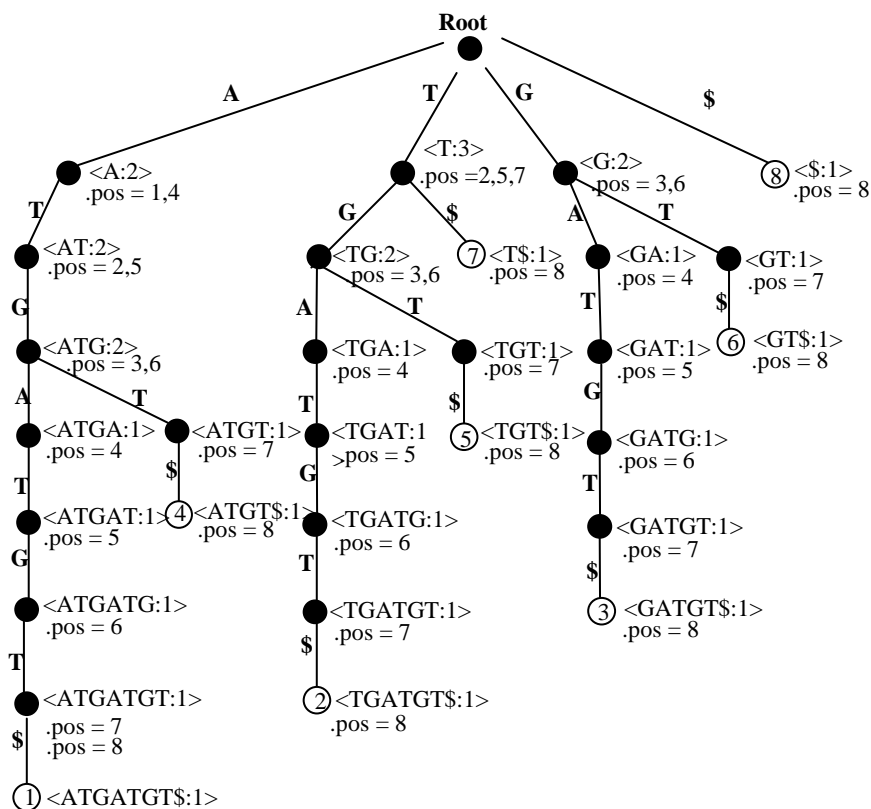 Root
A
T
G
$
<A:2>
.pos = 1,4
<T:3>
.pos =2,5,7
<G:2>
.pos = 3,6
8
<$:1>
.pos = 8
T
G
$
A
T
<AT:2>
.pos = 2,5
<TG:2>
.pos = 3,6
7
<T$:1>
.pos = 8
<GA:1>
.pos = 4
<GT:1>
.pos = 7
G
A
T
T
$
<ATG:2>
.pos = 3,6
<TGA:1>
.pos = 4
<TGT:1>
.pos = 7
<GAT:1>
.pos = 5
6
<GT$:1>
.pos = 8
A
T
T
$
G
<ATGA:1>
.pos = 4
<ATGT:1>
.pos = 7
<TGAT:1
>.pos = 5
5
<TGT$:1>
.pos = 8
<GATG:1>
.pos = 6
T
$
G
T
<ATGAT:1>
.pos = 5
4
<ATGT$:1>
.pos = 8
<TGATG:1>
.pos = 6
<GATGT:1>
.pos = 7
G
T
$
<ATGATG:1>
.pos = 6
<TGATGT:1>
.pos = 7
3
<GATGT$:1>
.pos = 8
T
$
<ATGATGT:1>
.pos = 7
.pos = 8
2
<TGATGT$:1>
.pos = 8
$
1
<ATGATGT$:1>